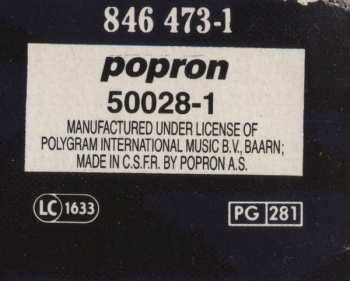 846 473-1
popron
50028-1
MANUFACTURED UNDER LICENSE OF
POLYGRAM INTERNATIONAL MUSIC B.V., BAARN;
MADE IN C.S.F.R. BY POPRON A.S.
LC 1633 PG 281